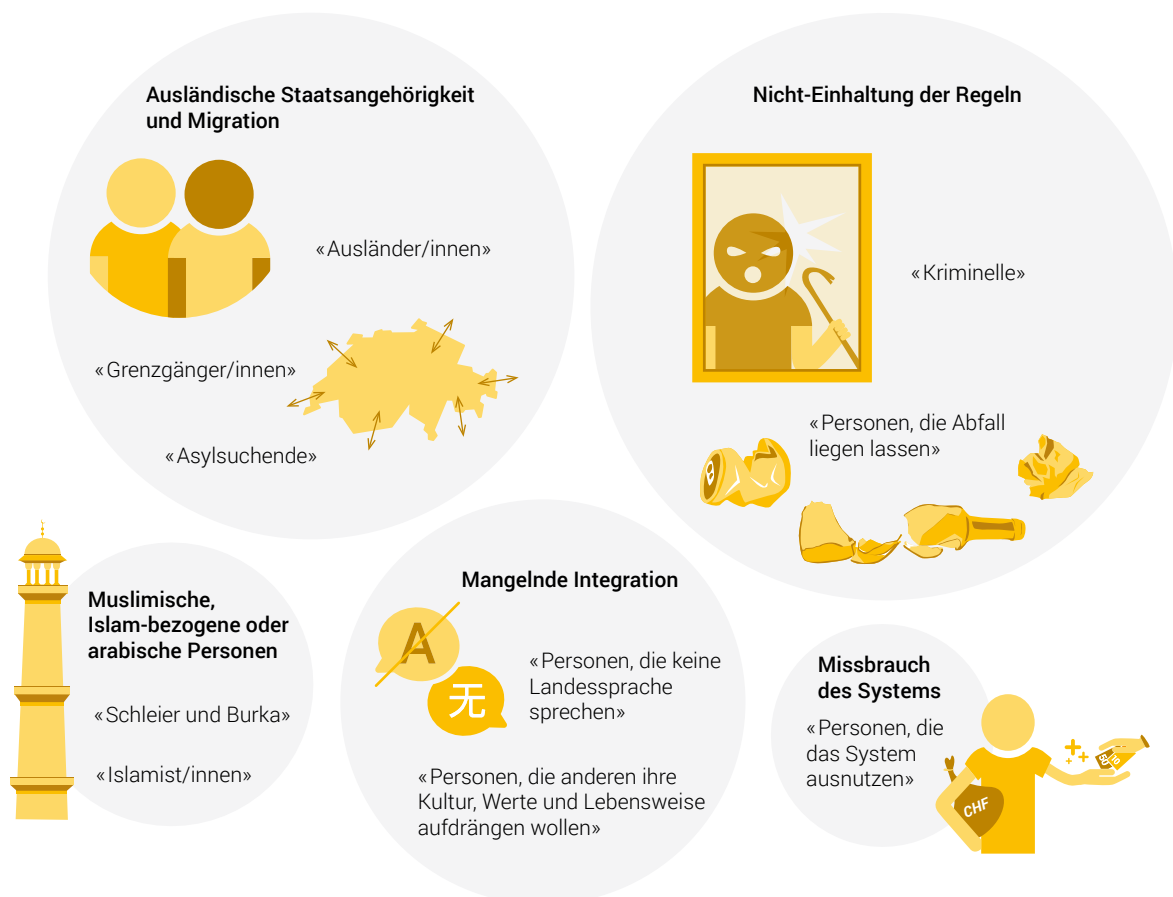 Ausländische Staatsangehörigkeit
und Migration
«Ausländer/innen»
«Grenzgänger/innen»
«Asylsuchende»
Nicht-Einhaltung der Regeln
«Kriminelle»
«Personen, die Abfall
liegen lassen»
Muslimische,
Islam-bezogene oder
arabische Personen
«Schleier und Burka»
«Islamist/innen»
Mangelnde Integration
A
无
«Personen, die keine
Landessprache
sprechen»
«Personen, die anderen ihre
Kultur, Werte und Lebensweise
aufdrängen wollen»
Missbrauch
des Systems
«Personen, die
das System
ausnutzen»
CHF